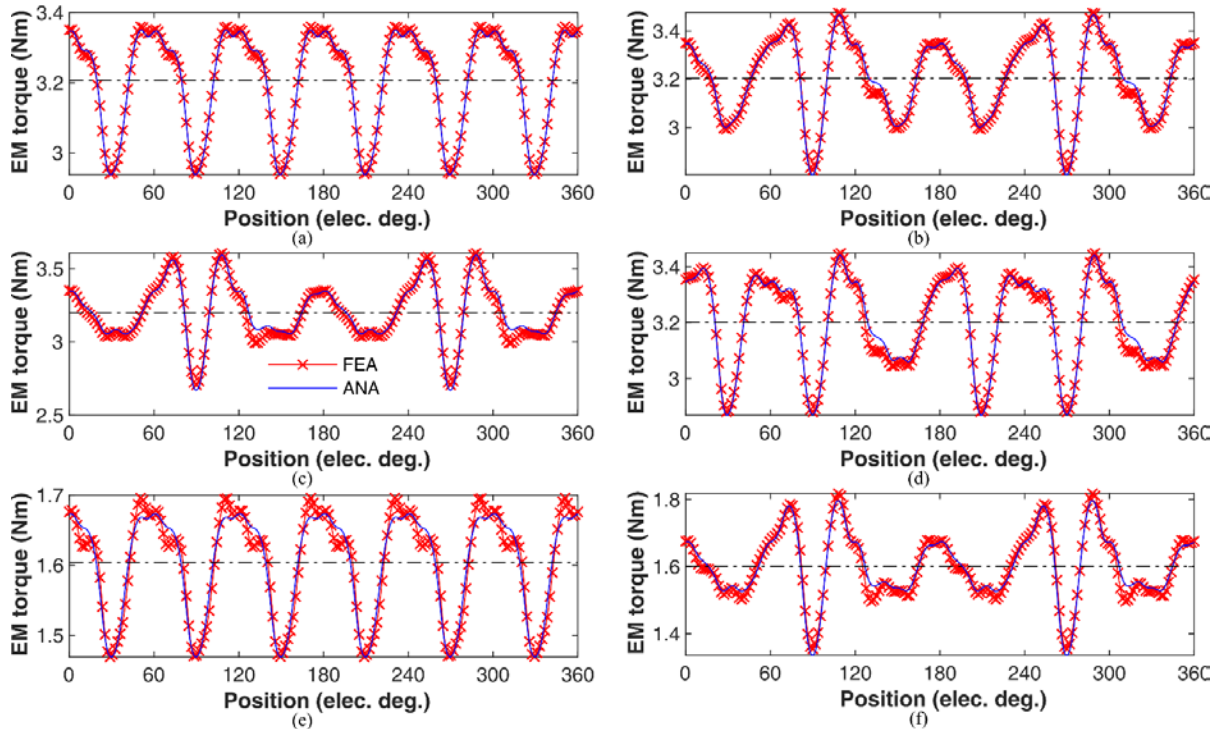 3.4
3.2
3
EM torque (Nm)
0 60 120 180 240 300 360
Position (elec. deg.)
(a)
3.4
3.2
3
EM torque (Nm)
0 60 120 180 240 300 360
Position (elec. deg.)
(b)
3.5
3
2.5
EM torque (Nm)
FEA
ANA
0 60 120 180 240 300 360
Position (elec. deg.)
(c)
3.4
3.2
3
EM torque (Nm)
0 60 120 180 240 300 360
Position (elec. deg.)
(d)
1.7
1.6
1.5
EM torque (Nm)
0 60 120 180 240 300 360
Position (elec. deg.)
(e)
1.8
1.6
1.4
EM torque (Nm)
0 60 120 180 240 300 360
Position (elec. deg.)
(f)